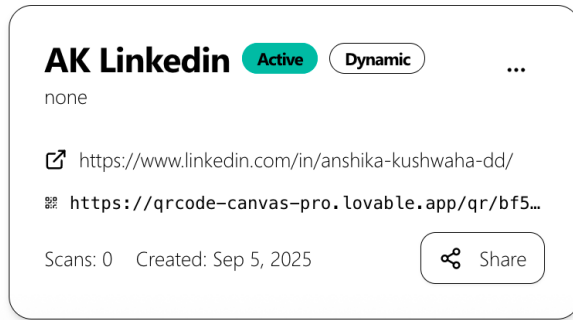 AK Linkedin Active Dynamic ...
none
https://www.linkedin.com/in/anshika-kushwaha-dd/
https://qrcode-canvas-pro.lovable.app/qr/bf5…
Scans: 0 Created: Sep 5, 2025 Share